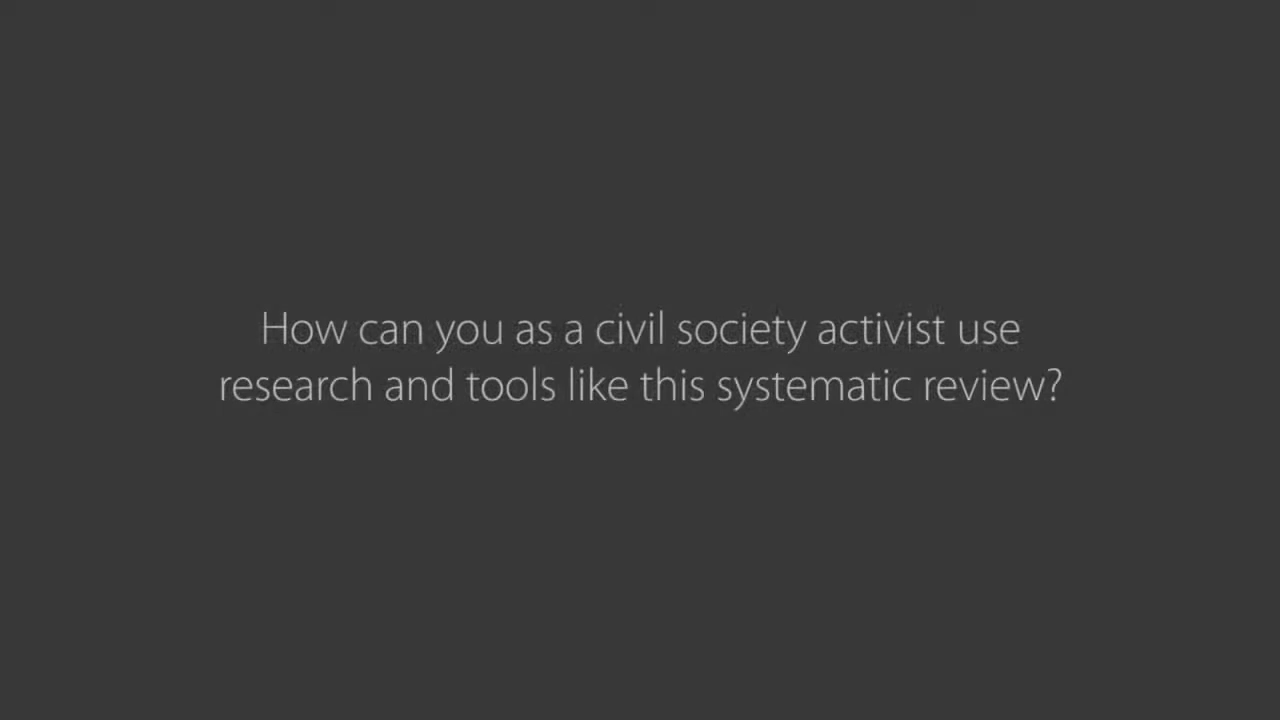 How can you as a civil society activist use
research and tools like this systematic review?